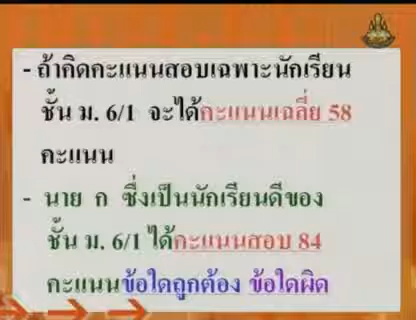 - ถ้าคิดคะแนนสอบเฉพาะนักเรียน
ชั้น ม. 6/1 จะได้คะแนนเฉลี่ย 58
คะแนน
- นาย ก ซึ่งเป็นนักเรียนดีของ
ชั้น ม. 6/1 ได้คะแนนสอบ 84
คะแนนข้อใดถูกต้อง ข้อใดผิด